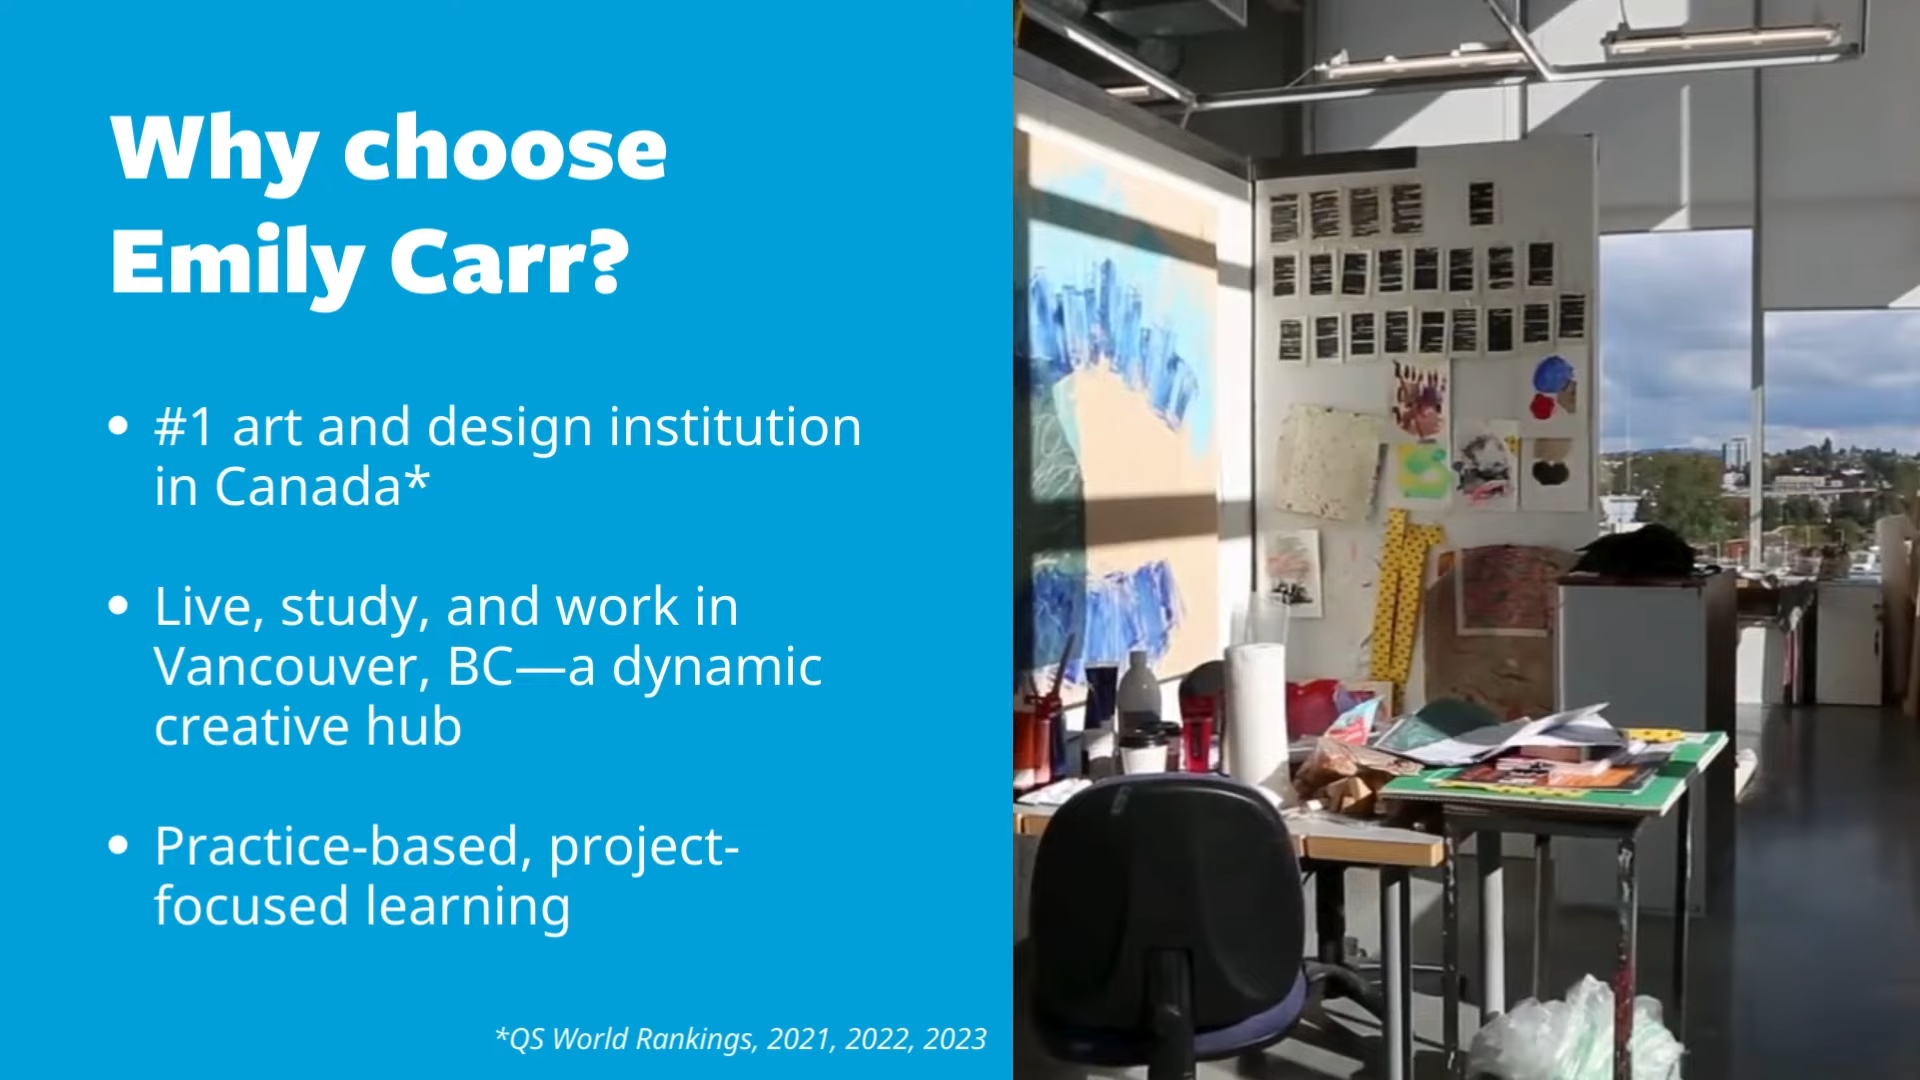 Why choose
Emily Carr?
• #1 art and design institution
in Canada*
• Live, study, and work in
Vancouver, BC—a dynamic
creative hub
• Practice-based, project-
focused learning
*QS World Rankings, 2021, 2022, 2023